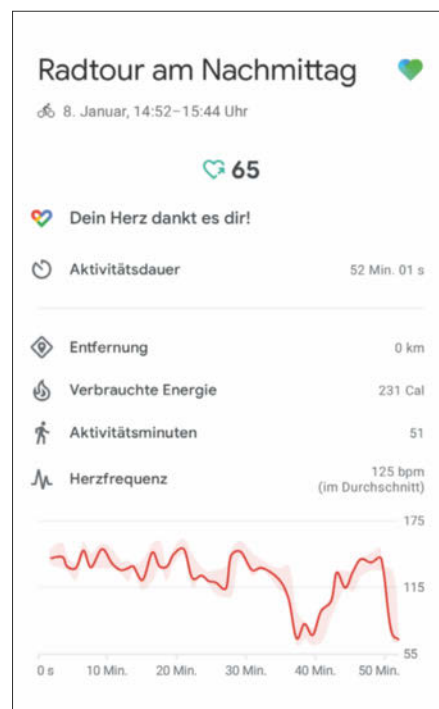 Radtour am Nachmittag
8. Januar, 14:52–15:44 Uhr
65
Dein Herz dankt es dir!
Aktivitätsdauer 52 Min. 01 s
Entfernung 0 km
Verbrauchte Energie 231 Cal
Aktivitätsminuten 51
Herzfrequenz 125 bpm
(im Durchschnitt)
175
115
55
0 s 10 Min. 20 Min. 30 Min. 40 Min. 50 Min.